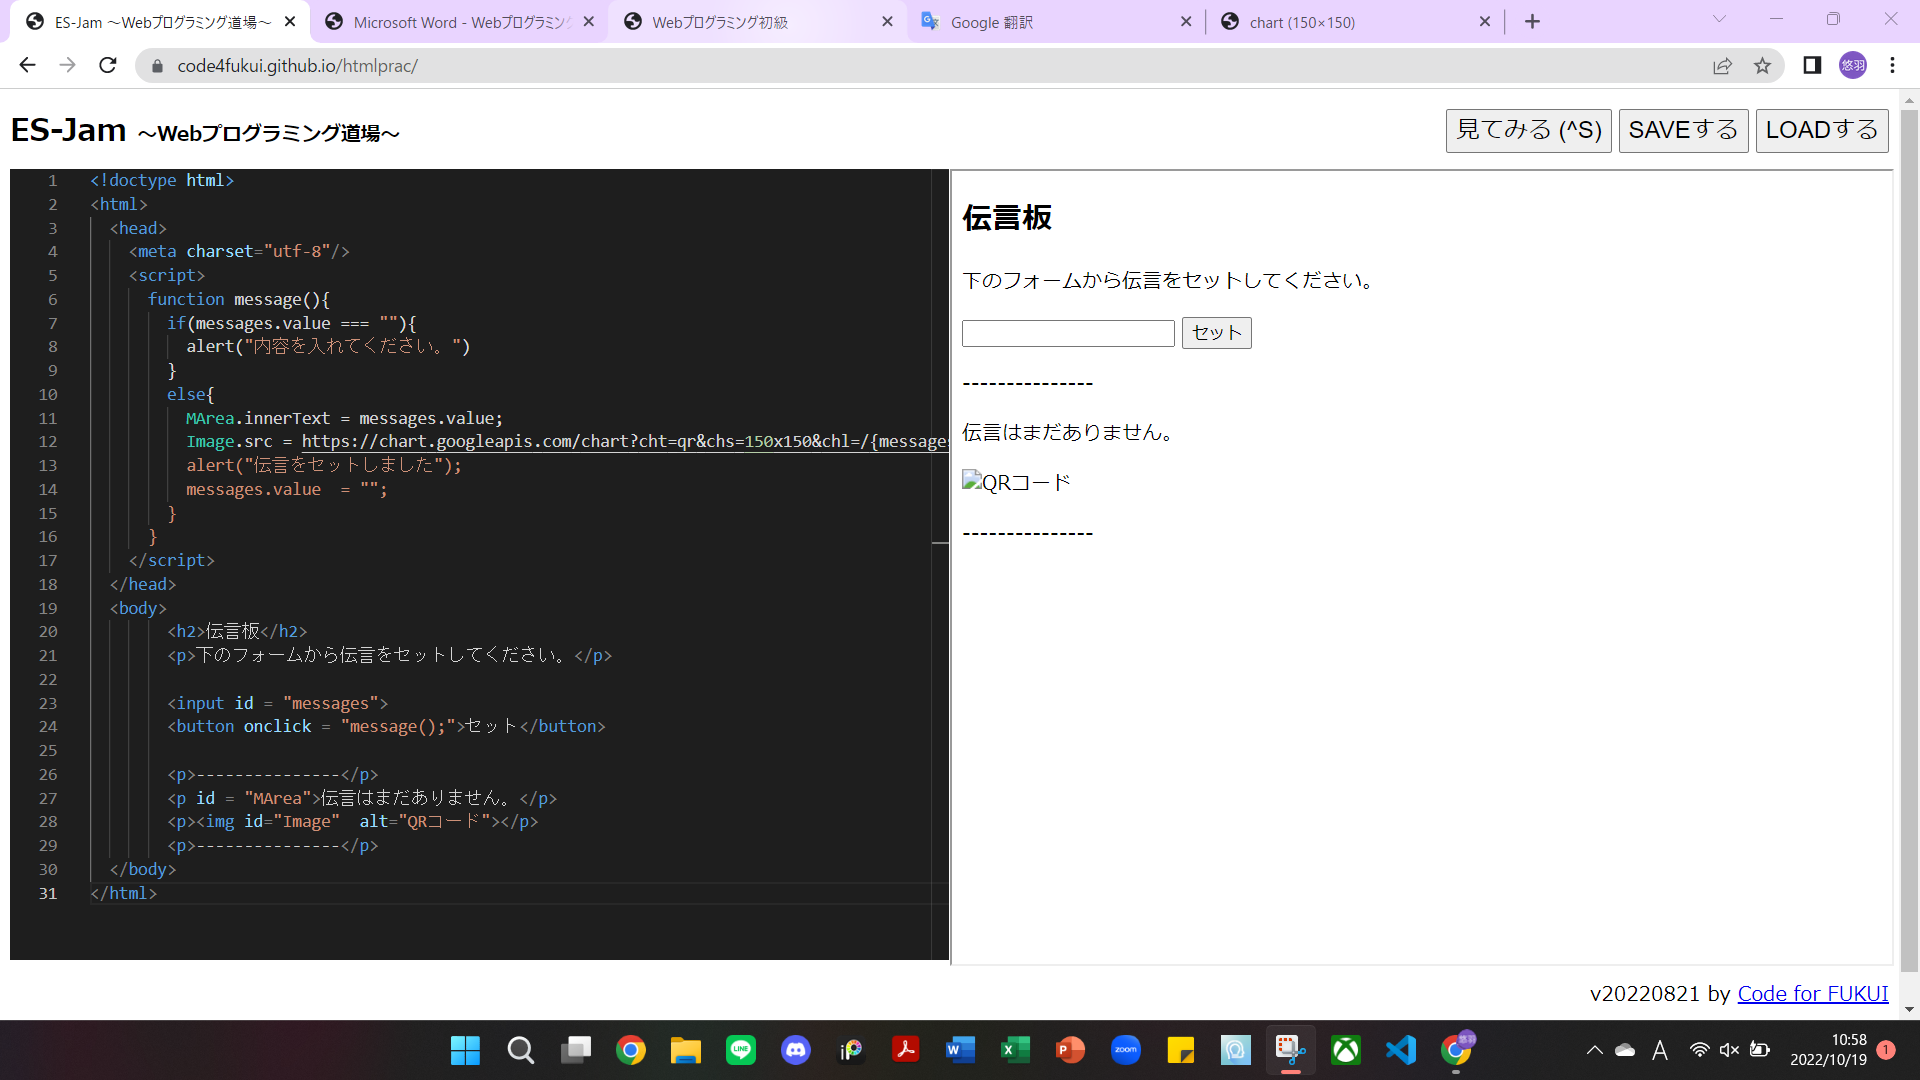 ES-Jam ～Webプログラミング道場～
Microsoft Word - Webプログラミング
Webプログラミング初級
Google 翻訳
chart (150×150)
code4fukui.github.io/htmlprac/
悠羽
ES-Jam ～Webプログラミング道場～
見てみる (^S)
SAVEする
LOADする
1 <!doctype html>
2 <html>
3 <head>
4 <meta charset="utf-8"/>
5 <script>
6 function message(){
7 if(messages.value === ""){
8 alert("内容を入れてください。")
9 }
10 else{
11 MArea.innerText = messages.value;
12 Image.src = https://chart.googleapis.com/chart?cht=qr&chs=150x150&chl=/{messages
13 alert("伝言をセットしました");
14 messages.value  = "";
15 }
16 }
17 </script>
18 </head>
19 <body>
20 <h2>伝言板</h2>
21 <p>下のフォームから伝言をセットしてください。</p>
22
23 <input id = "messages">
24 <button onclick = "message();">セット</button>
25
26 <p>---------------</p>
27 <p id = "MArea">伝言はまだありません。</p>
28 <p><img id="Image"  alt="QRコード"></p>
29 <p>---------------</p>
30 </body>
31 </html>
伝言板
下のフォームから伝言をセットしてください。
セット
---------------
伝言はまだありません。
QRコード
---------------
v20220821 by Code for FUKUI
LINE
zoom
悠羽
A
10:58
2022/10/19
1